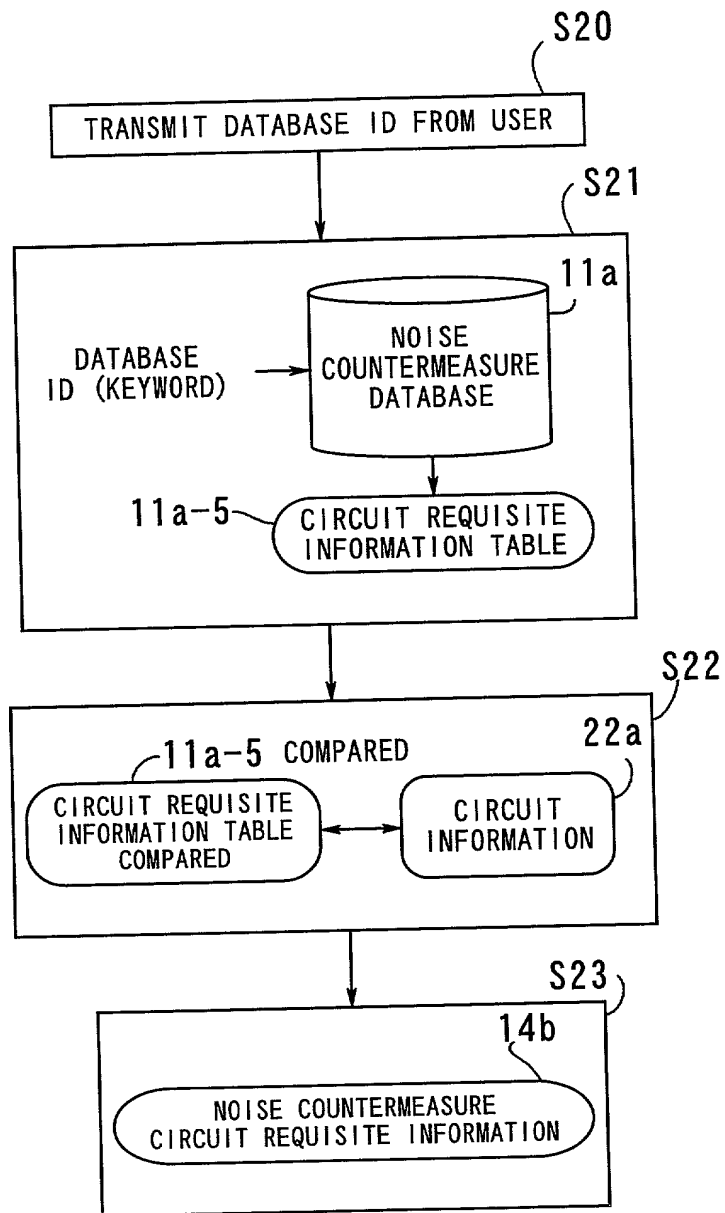 S20
TRANSMIT DATABASE ID FROM USER
S21
11a
NOISE
COUNTERMEASURE
DATABASE
DATABASE
ID (KEYWORD)
11a-5
CIRCUIT REQUISITE
INFORMATION TABLE
S22
11a-5 COMPARED
22a
CIRCUIT REQUISITE
INFORMATION TABLE
COMPARED
CIRCUIT
INFORMATION
S23
14b
NOISE COUNTERMEASURE
CIRCUIT REQUISITE INFORMATION